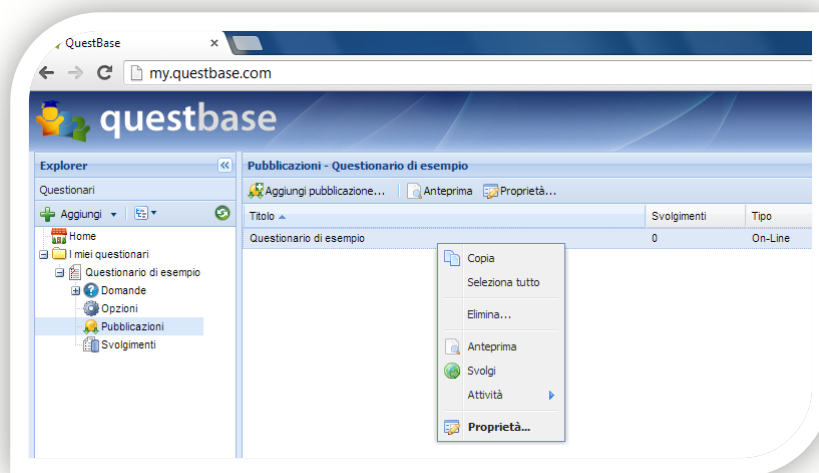 QuestBase
my.questbase.com
questbase
Explorer
Questionari
Aggiungi
Home
I miei questionari
Questionario di esempio
Domande
Opzioni
Pubblicazioni
Svolgimenti
Pubblicazioni - Questionario di esempio
Aggiungi pubblicazione... Anteprima Proprietà...
Titolo Svolgimenti Tipo
Questionario di esempio 0 On-Line
Copia
Seleziona tutto
Elimina...
Anteprima
Svolgi
Attività
Proprietà...